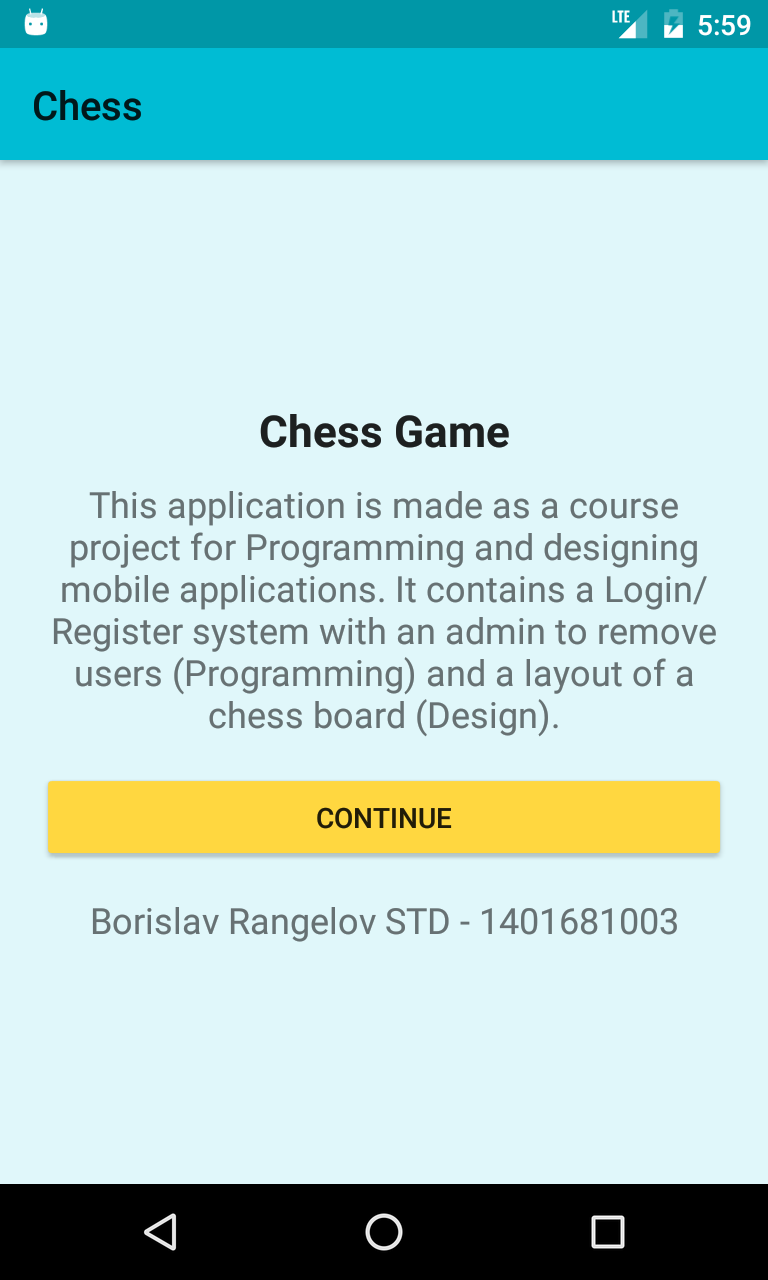 LTE 5:59
Chess
Chess Game
This application is made as a course
project for Programming and designing
mobile applications. It contains a Login/
Register system with an admin to remove
users (Programming) and a layout of a
chess board (Design).
CONTINUE
Borislav Rangelov STD - 1401681003